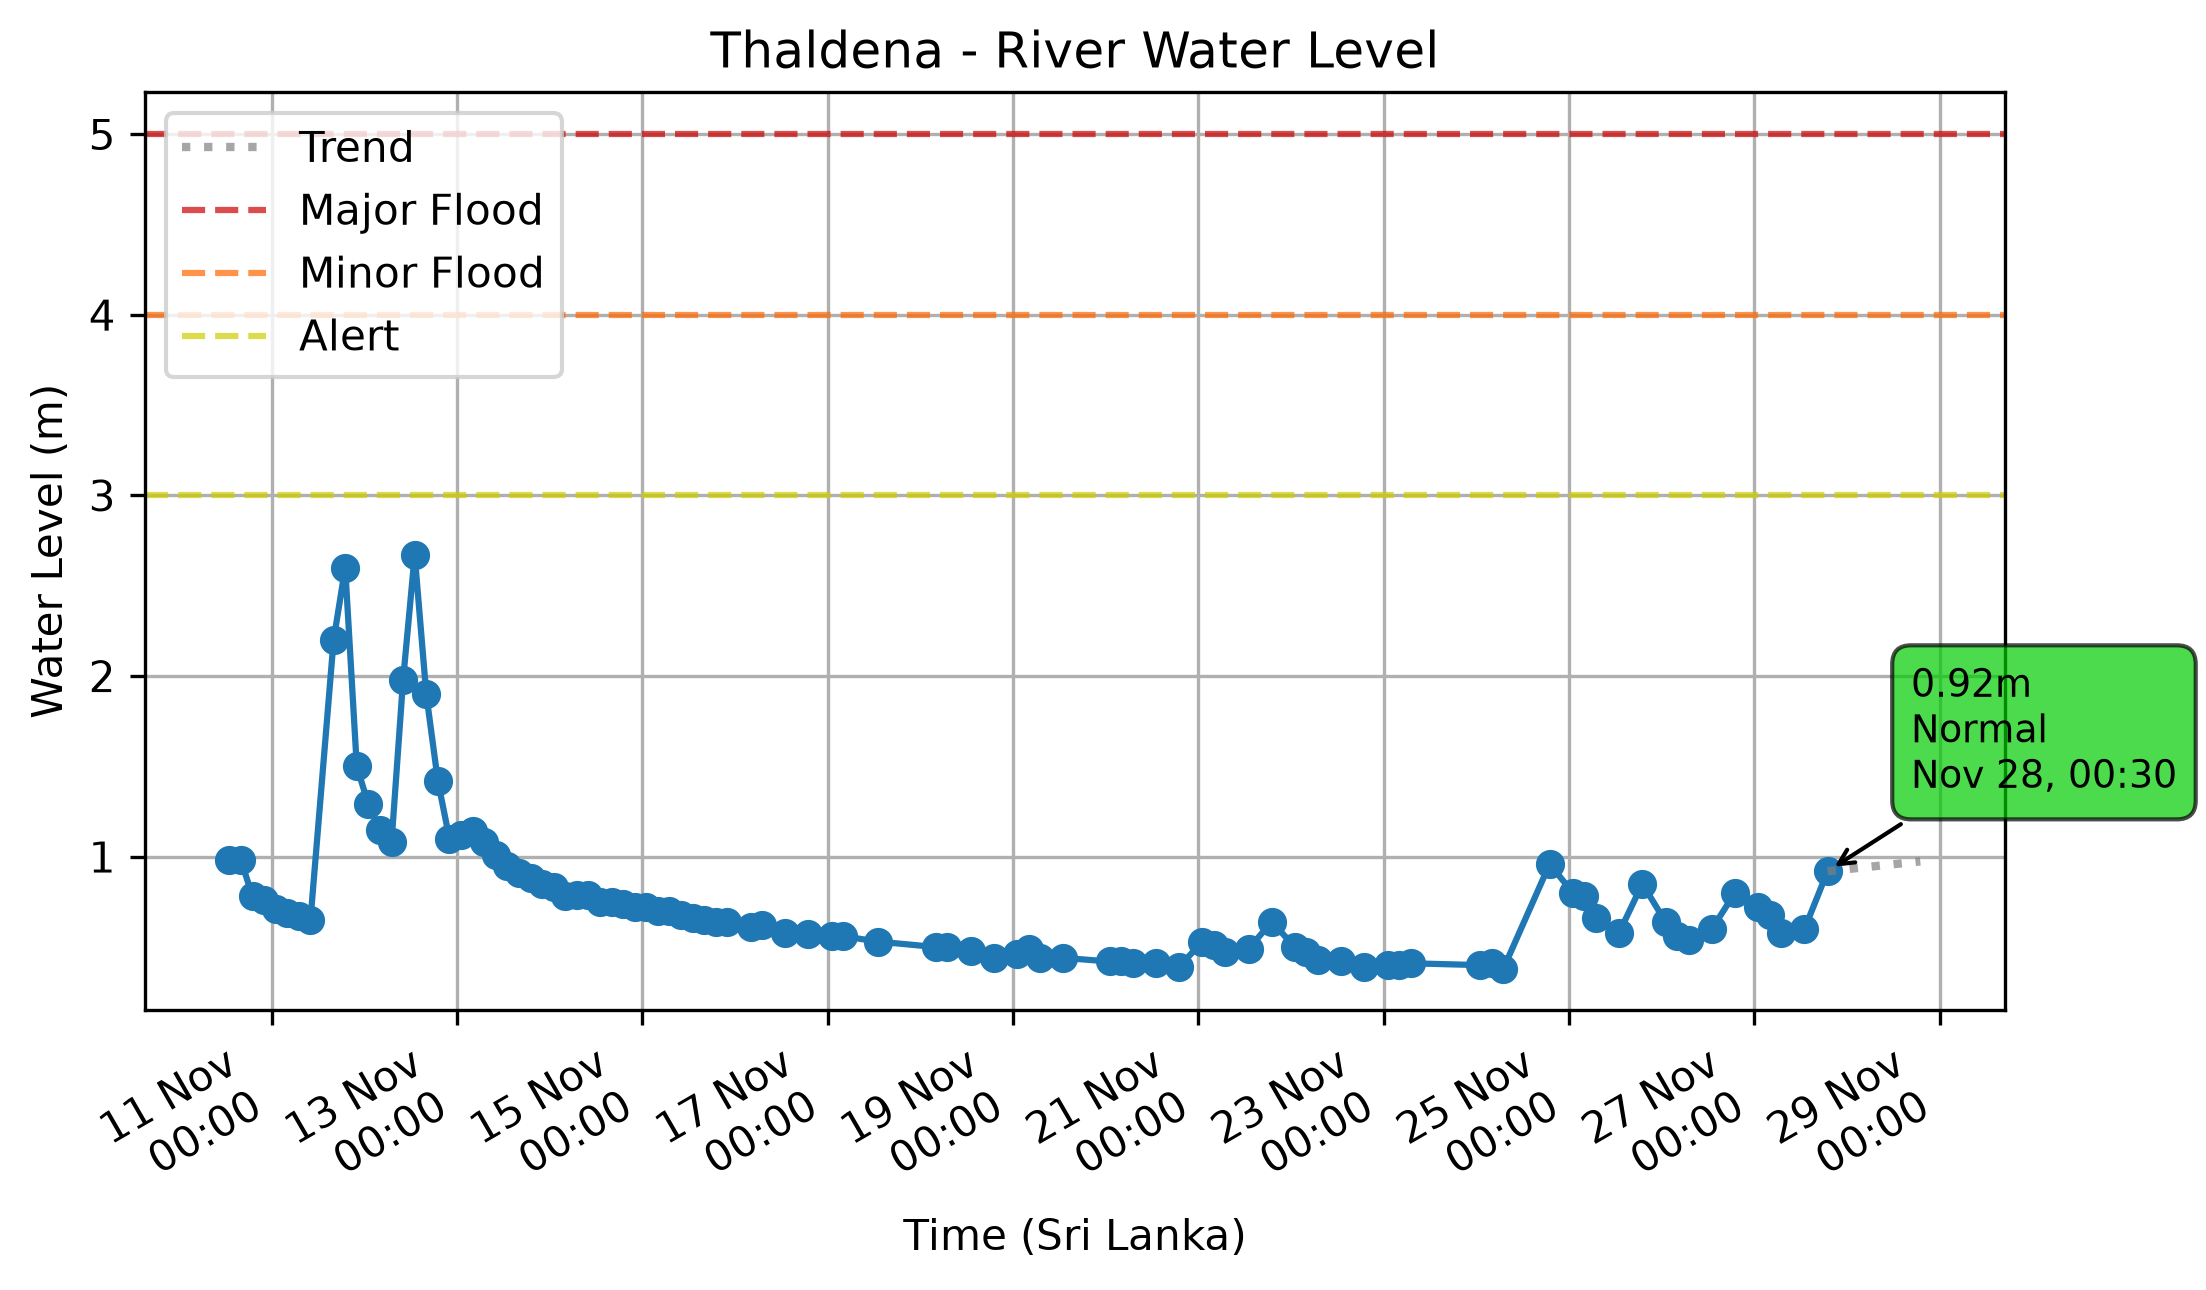 Thaldena - River Water Level
Trend
Major Flood
Minor Flood
Alert
5
4
3
2
1
Water Level (m)
0.92m
Normal
Nov 28, 00:30
11 Nov
00:00
13 Nov
00:00
15 Nov
00:00
17 Nov
00:00
19 Nov
00:00
21 Nov
00:00
23 Nov
00:00
25 Nov
00:00
27 Nov
00:00
29 Nov
00:00
Time (Sri Lanka)